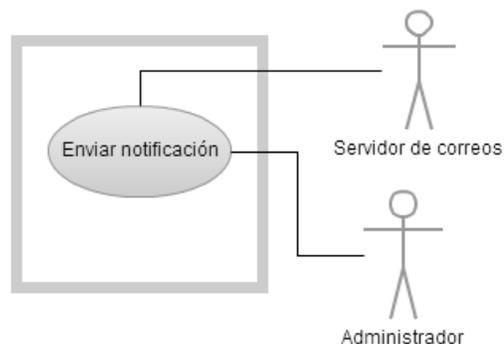 Enviar notificación
Servidor de correos
Administrador